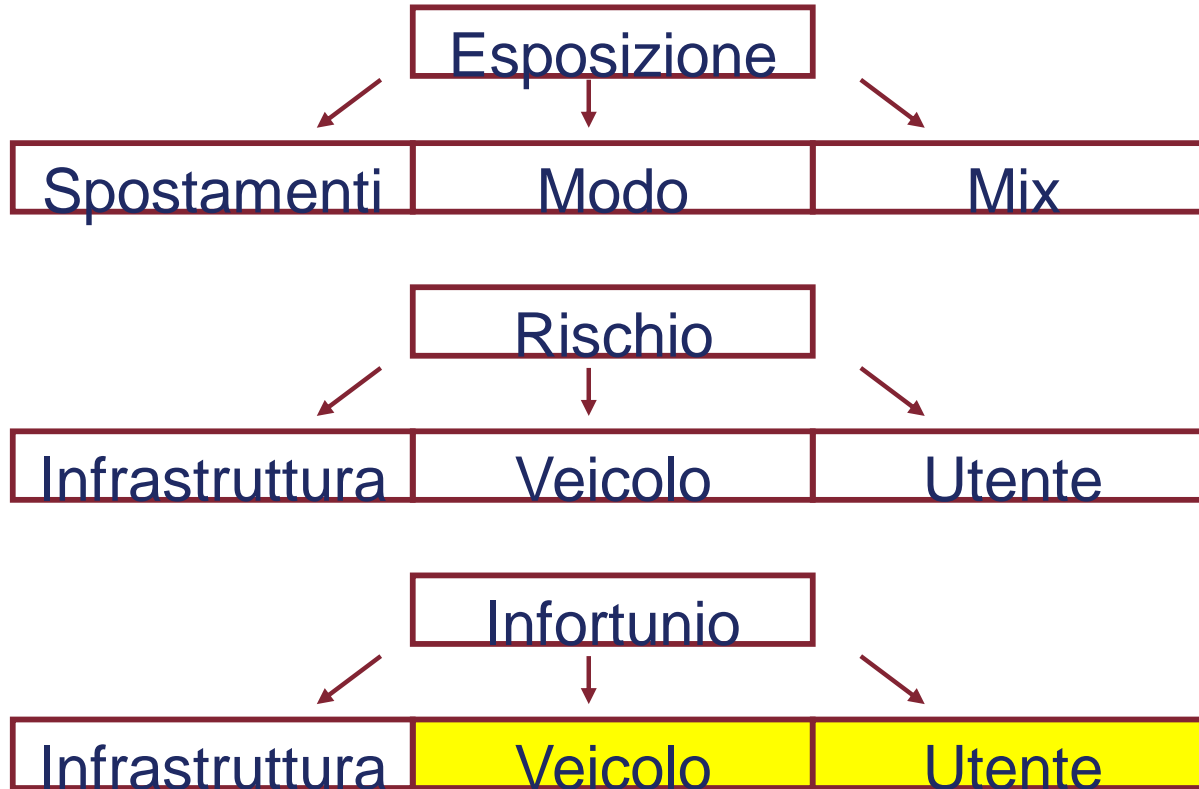 Esposizione
Spostamenti Modo Mix
Rischio
Infrastruttura Veicolo Utente
Infortunio
Infrastruttura Veicolo Utente